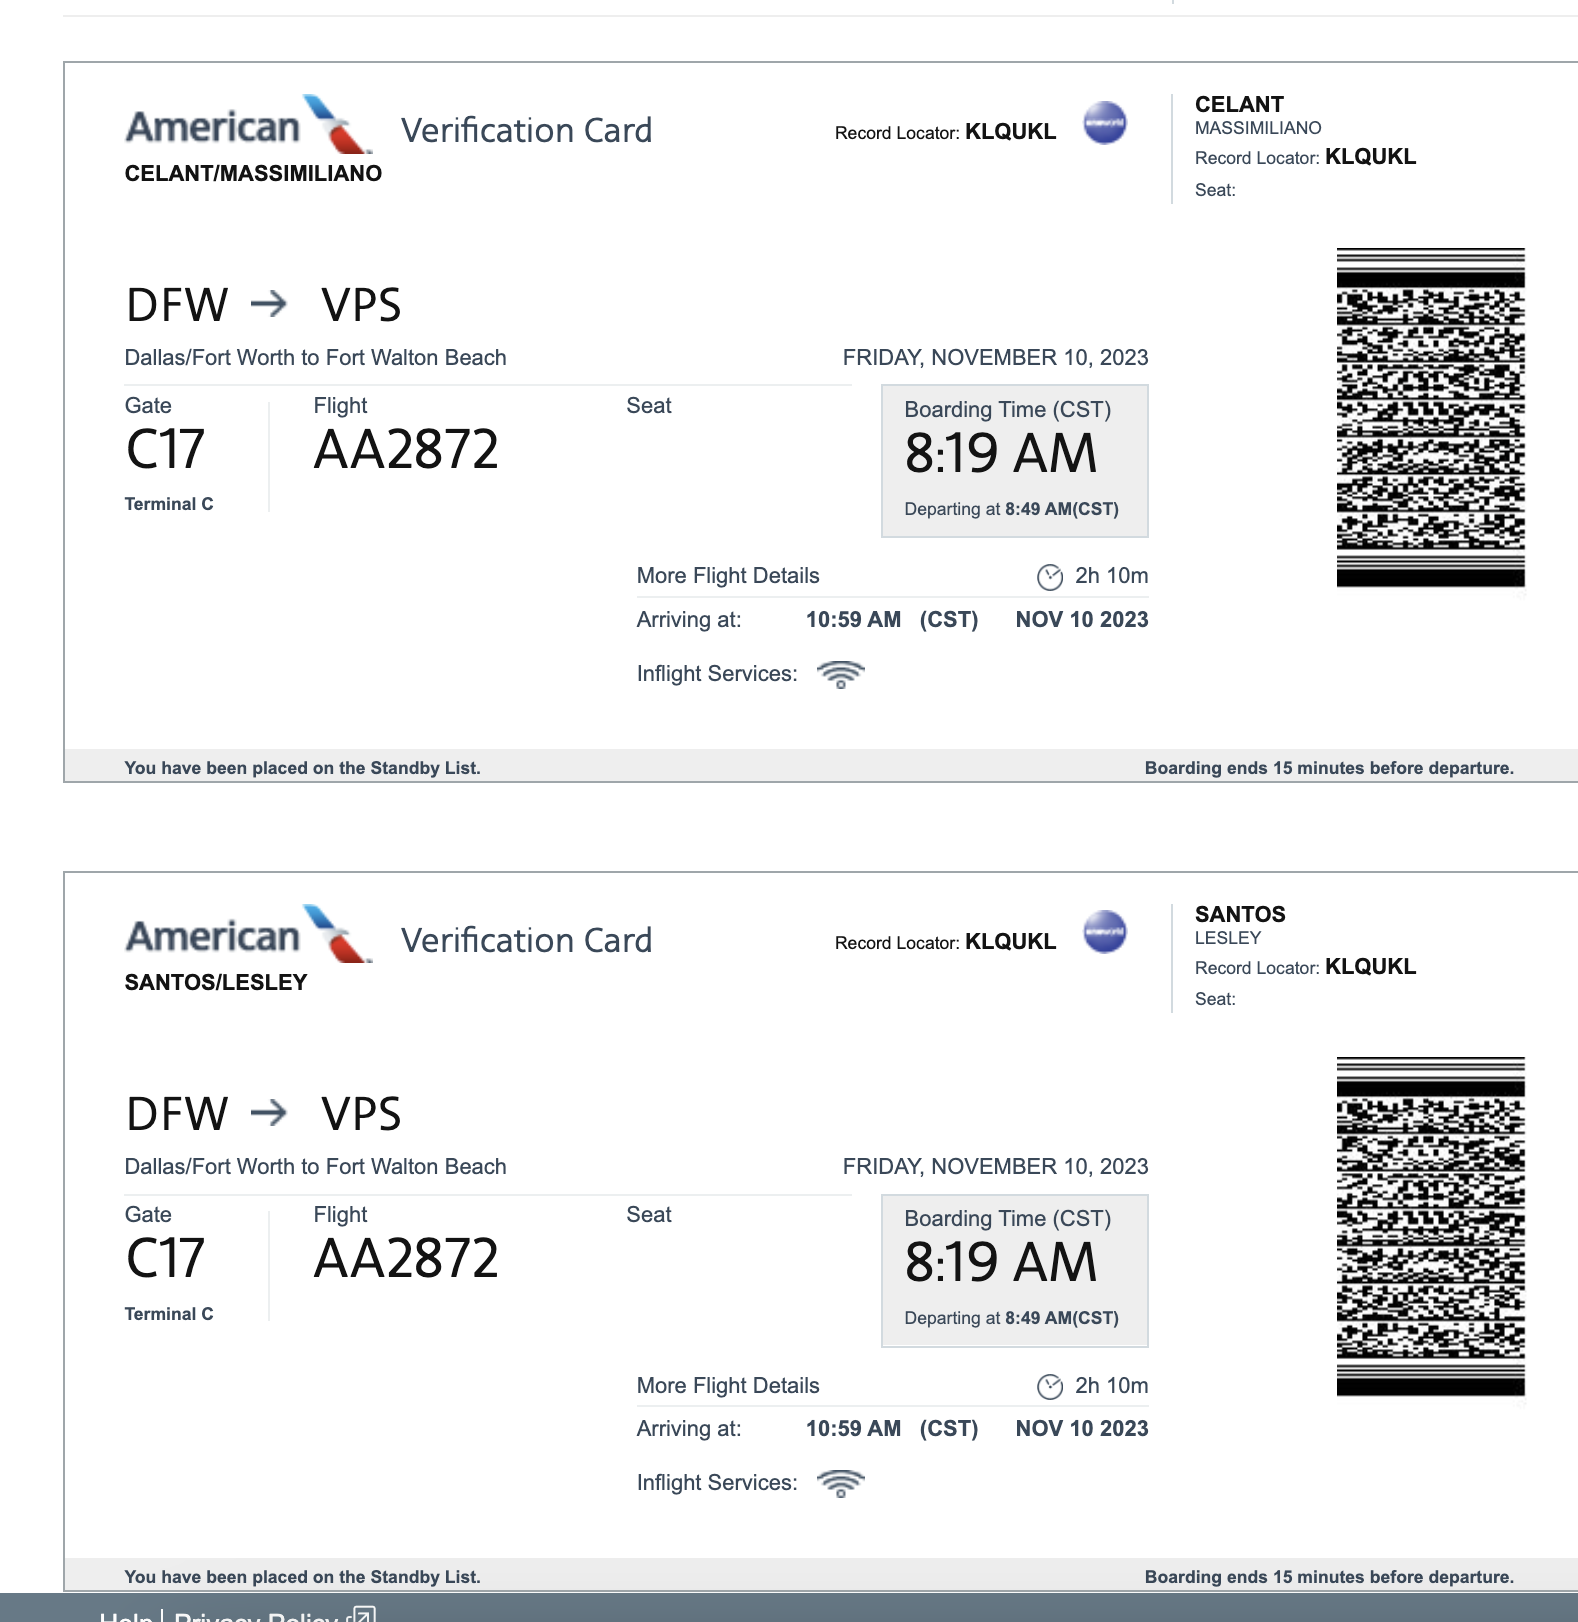 American Verification Card Record Locator: KLQUKL
CELANT/MASSIMILIANO
CELANT
MASSIMILIANO
Record Locator: KLQUKL
Seat:
DFW → VPS
Dallas/Fort Worth to Fort Walton Beach FRIDAY, NOVEMBER 10, 2023
Gate Flight Seat Boarding Time (CST)
C17 AA2872 8:19 AM
Terminal C Departing at 8:49 AM(CST)
More Flight Details 2h 10m
Arriving at: 10:59 AM (CST) NOV 10 2023
Inflight Services:
You have been placed on the Standby List. Boarding ends 15 minutes before departure.
American Verification Card Record Locator: KLQUKL
SANTOS/LESLEY
SANTOS
LESLEY
Record Locator: KLQUKL
Seat:
DFW → VPS
Dallas/Fort Worth to Fort Walton Beach FRIDAY, NOVEMBER 10, 2023
Gate Flight Seat Boarding Time (CST)
C17 AA2872 8:19 AM
Terminal C Departing at 8:49 AM(CST)
More Flight Details 2h 10m
Arriving at: 10:59 AM (CST) NOV 10 2023
Inflight Services:
You have been placed on the Standby List. Boarding ends 15 minutes before departure.
Help | Privacy Policy